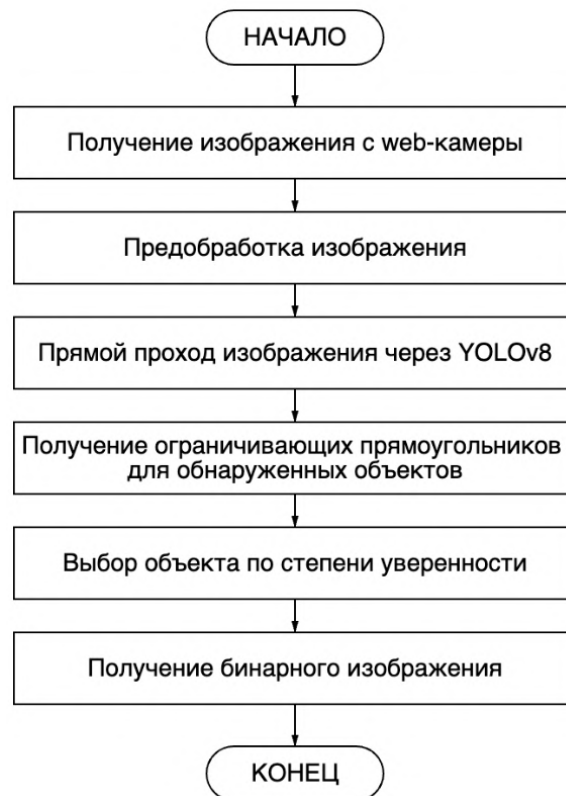 НАЧАЛО
Получение изображения с web-камеры
Предобработка изображения
Прямой проход изображения через YOLOv8
Получение ограничивающих прямоугольников
для обнаруженных объектов
Выбор объекта по степени уверенности
Получение бинарного изображения
КОНЕЦ